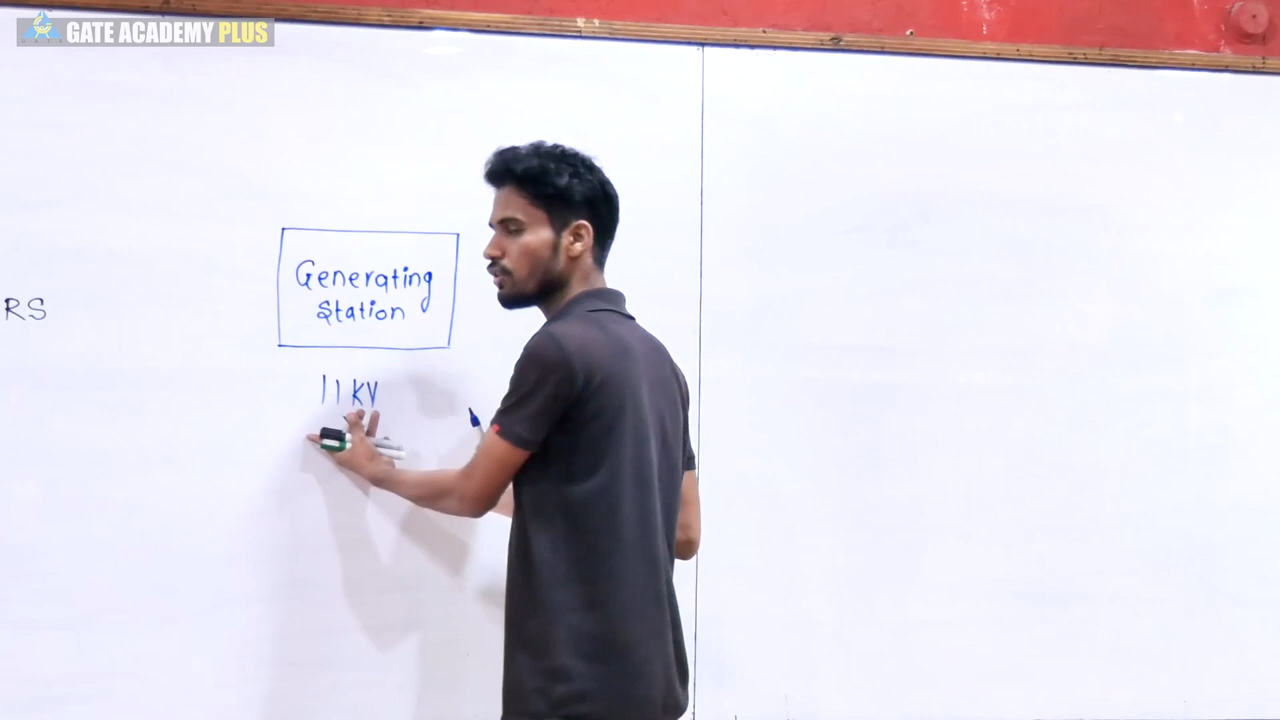 GATE ACADEMY PLUS
Generating
Station
RS
11 KV